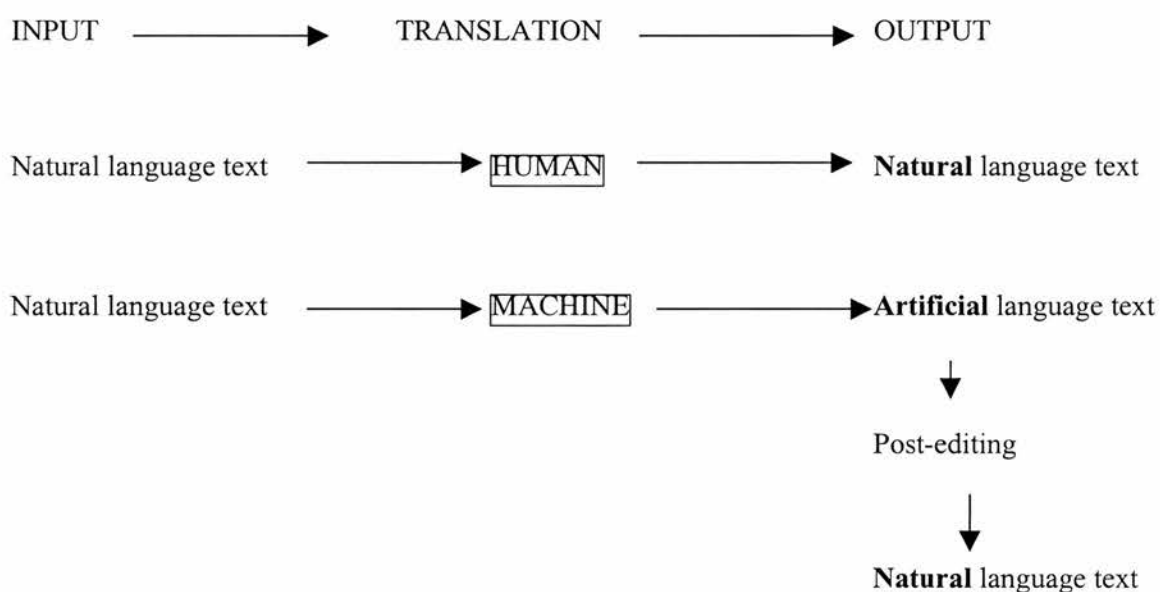 INPUT TRANSLATION OUTPUT
Natural language text HUMAN Natural language text
Natural language text MACHINE Artificial language text
Post-editing
Natural language text